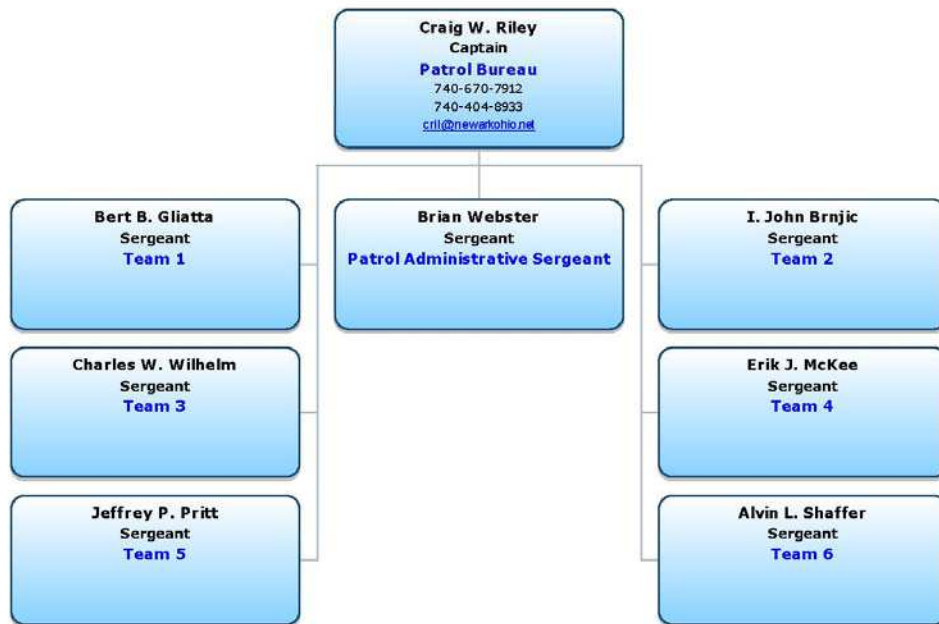 Craig W. Riley
Captain
Patrol Bureau
740-670-7912
740-404-8933
cril@newarkohio.net
Bert B. Gliatta
Sergeant
Team 1
Brian Webster
Sergeant
Patrol Administrative Sergeant
I. John Brnjic
Sergeant
Team 2
Charles W. Wilhelm
Sergeant
Team 3
Erik J. McKee
Sergeant
Team 4
Jeffrey P. Pritt
Sergeant
Team 5
Alvin L. Shaffer
Sergeant
Team 6